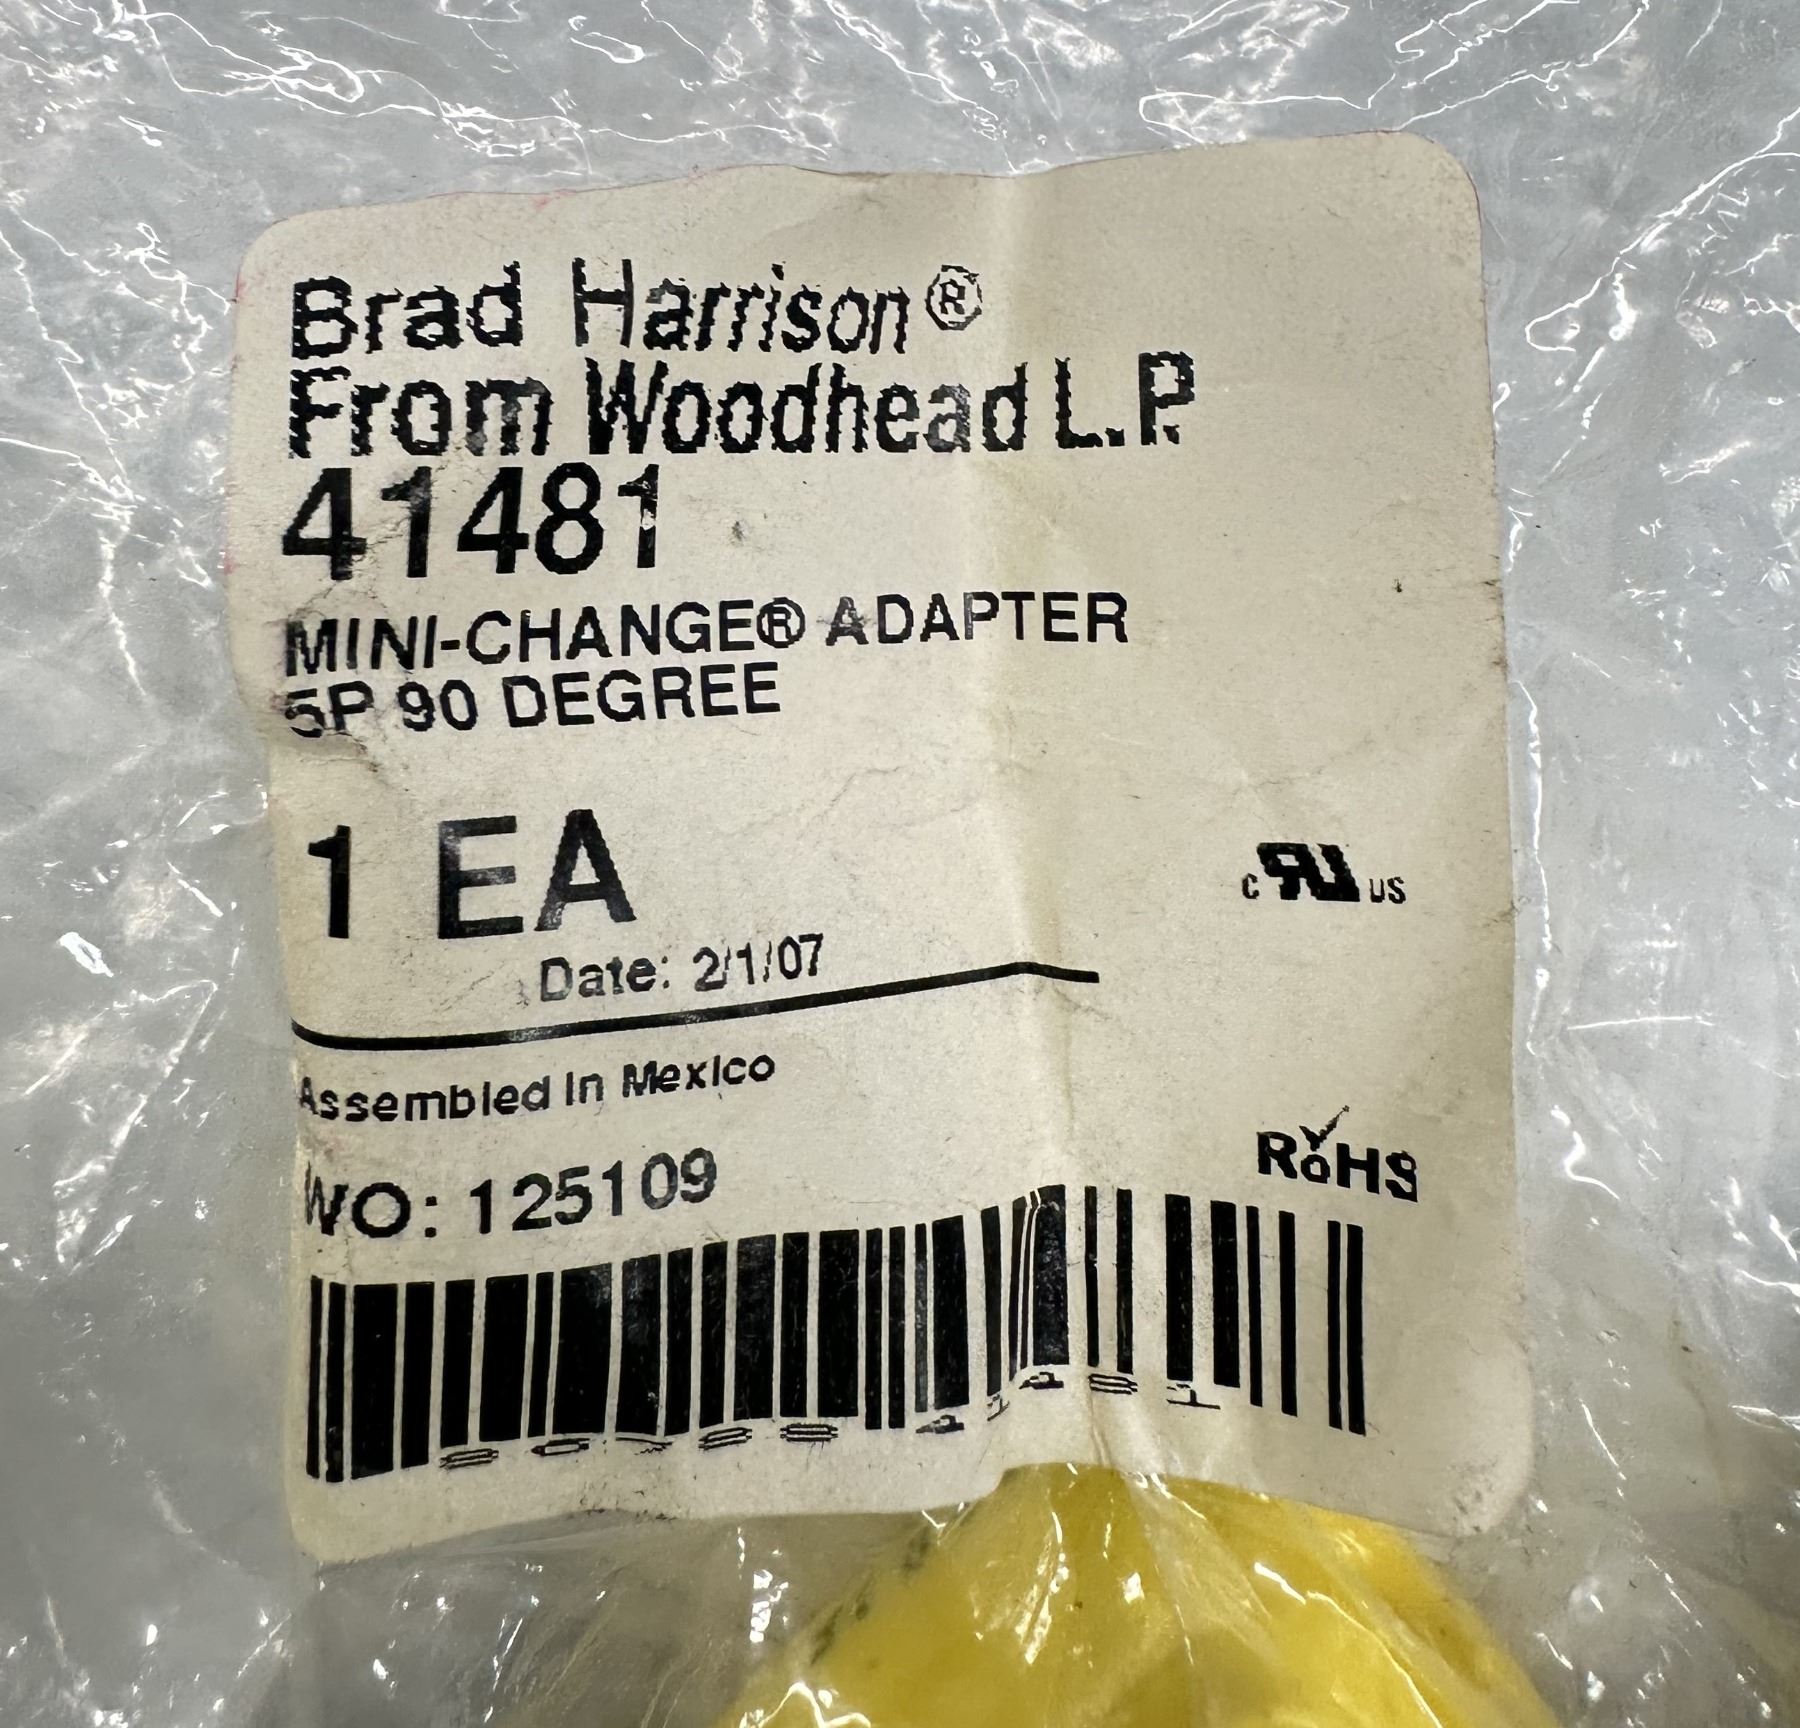 Brad Harrison®
From Woodhead L.P.
41481
MINI-CHANGE® ADAPTER
5P 90 DEGREE
1 EA
c RU US
Date: 2/1/07
Assembled in Mexico
RoHS
WO: 125109